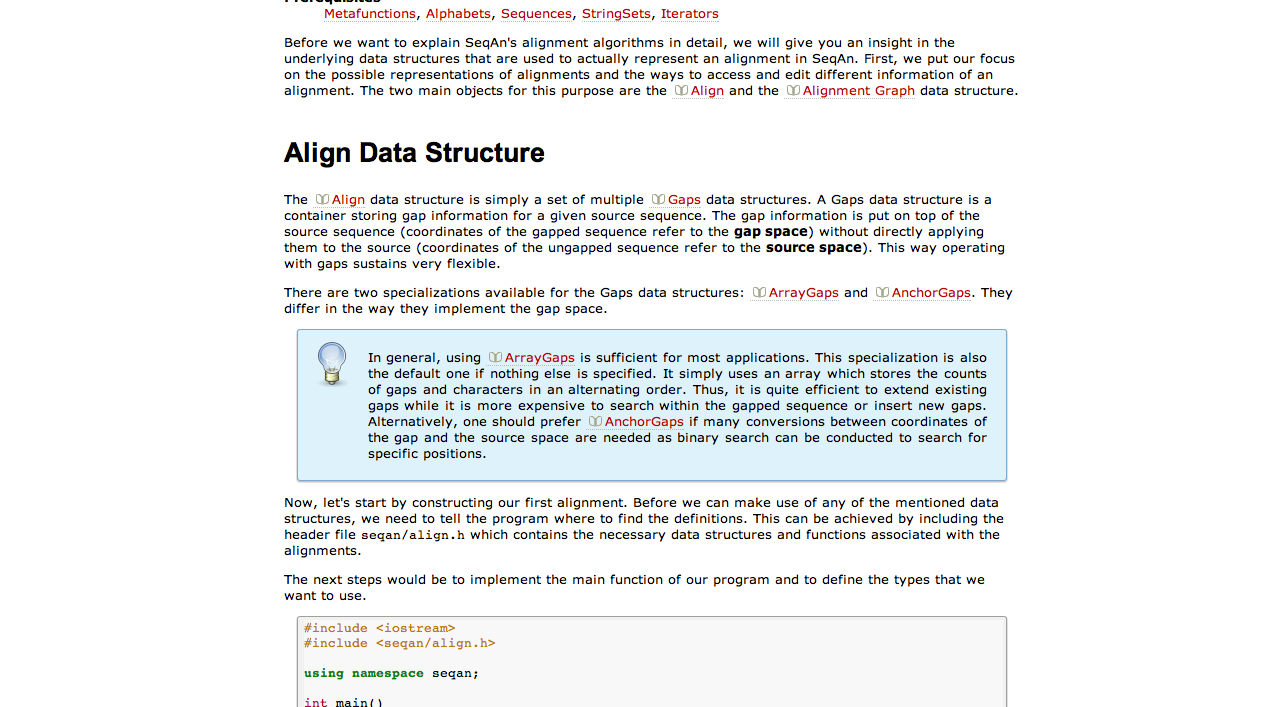 Prerequisites
Metafunctions, Alphabets, Sequences, StringSets, Iterators
Before we want to explain SeqAn's alignment algorithms in detail, we will give you an insight in the
underlying data structures that are used to actually represent an alignment in SeqAn. First, we put our focus
on the possible representations of alignments and the ways to access and edit different information of an
alignment. The two main objects for this purpose are the Align and the Alignment Graph data structure.
Align Data Structure
The Align data structure is simply a set of multiple Gaps data structures. A Gaps data structure is a
container storing gap information for a given source sequence. The gap information is put on top of the
source sequence (coordinates of the gapped sequence refer to the gap space) without directly applying
them to the source (coordinates of the ungapped sequence refer to the source space). This way operating
with gaps sustains very flexible.
There are two specializations available for the Gaps data structures: ArrayGaps and AnchorGaps. They
differ in the way they implement the gap space.
In general, using ArrayGaps is sufficient for most applications. This specialization is also
the default one if nothing else is specified. It simply uses an array which stores the counts
of gaps and characters in an alternating order. Thus, it is quite efficient to extend existing
gaps while it is more expensive to search within the gapped sequence or insert new gaps.
Alternatively, one should prefer AnchorGaps if many conversions between coordinates of
the gap and the source space are needed as binary search can be conducted to search for
specific positions.
Now, let's start by constructing our first alignment. Before we can make use of any of the mentioned data
structures, we need to tell the program where to find the definitions. This can be achieved by including the
header file seqan/align.h which contains the necessary data structures and functions associated with the
alignments.
The next steps would be to implement the main function of our program and to define the types that we
want to use.
#include <iostream>
#include <seqan/align.h>
using namespace seqan;
int main()